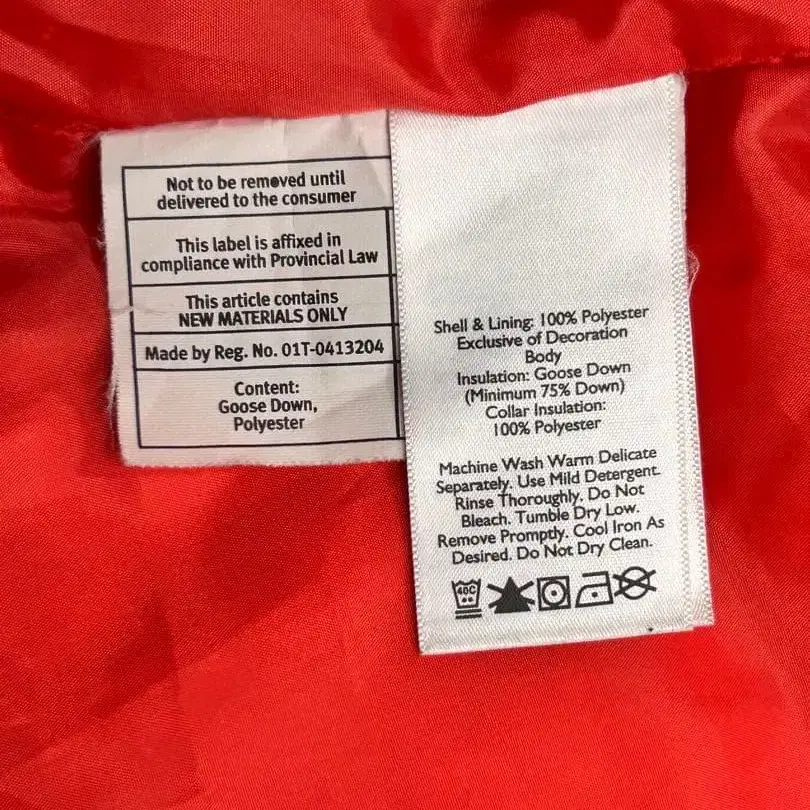 Not to be removed until
delivered to the consumer
This label is affixed in
compliance with Provincial Law
This article contains
NEW MATERIALS ONLY
Made by Reg. No. 01T-0413204
Content:
Goose Down,
Polyester
Shell & Lining: 100% Polyester
Exclusive of Decoration
Body
Insulation: Goose Down
(Minimum 75% Down)
Collar Insulation:
100% Polyester
Machine Wash Warm Delicate
Separately. Use Mild Detergent.
Rinse Thoroughly. Do Not
Bleach. Tumble Dry Low.
Remove Promptly. Cool Iron As
Desired. Do Not Dry Clean.
40C